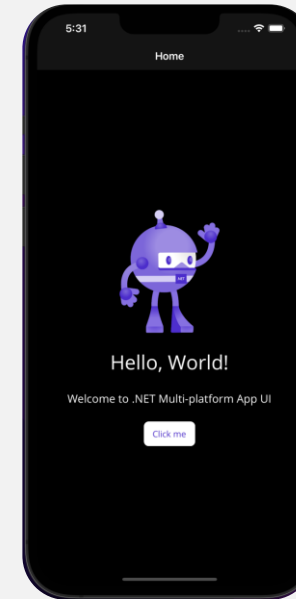 5:31
Home
Hello, World!
Welcome to .NET Multi-platform App UI
Click me